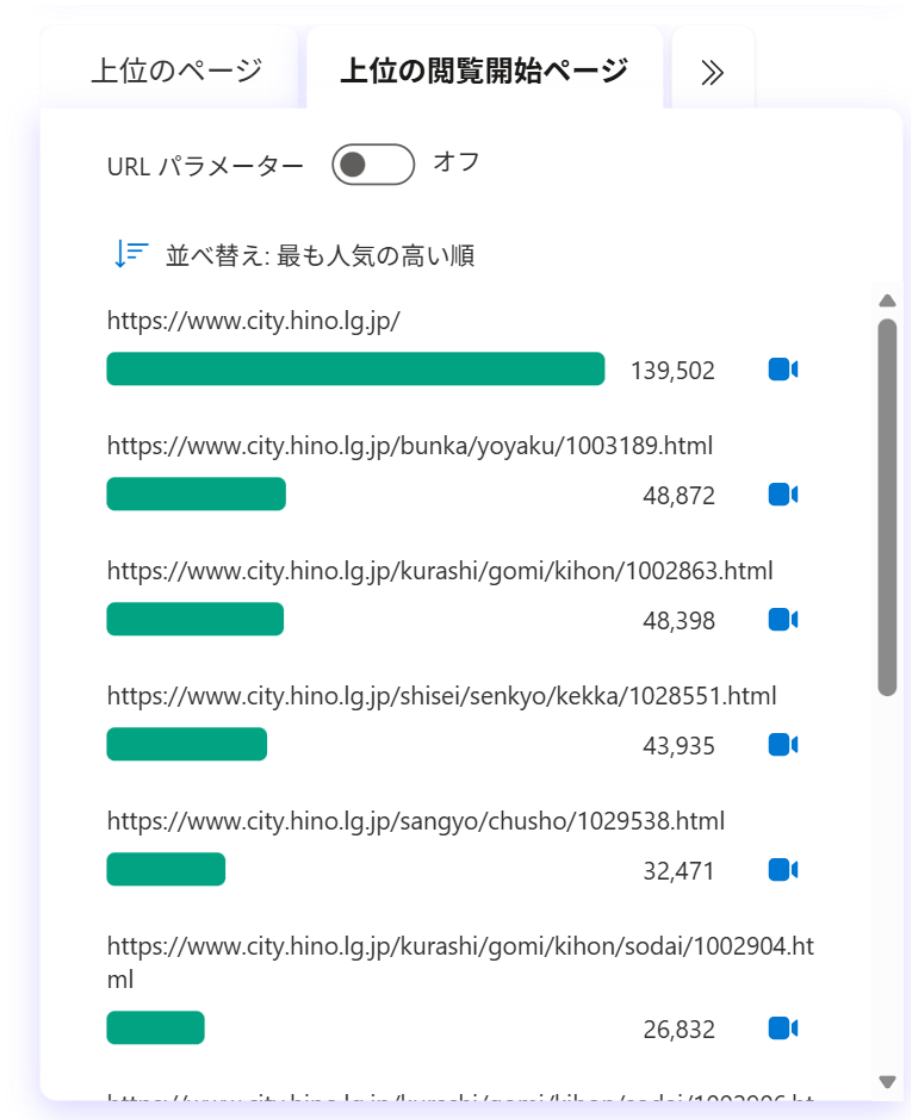 上位のページ
上位の閲覧開始ページ
URL パラメーター
オフ
並べ替え: 最も人気の高い順
https://www.city.hino.lg.jp/
139,502
https://www.city.hino.lg.jp/bunka/yoyaku/1003189.html
48,872
https://www.city.hino.lg.jp/kurashi/gomi/kihon/1002863.html
48,398
https://www.city.hino.lg.jp/shisei/senkyo/kekka/1028551.html
43,935
https://www.city.hino.lg.jp/sangyo/chusho/1029538.html
32,471
https://www.city.hino.lg.jp/kurashi/gomi/kihon/sodai/1002904.ht
ml
26,832